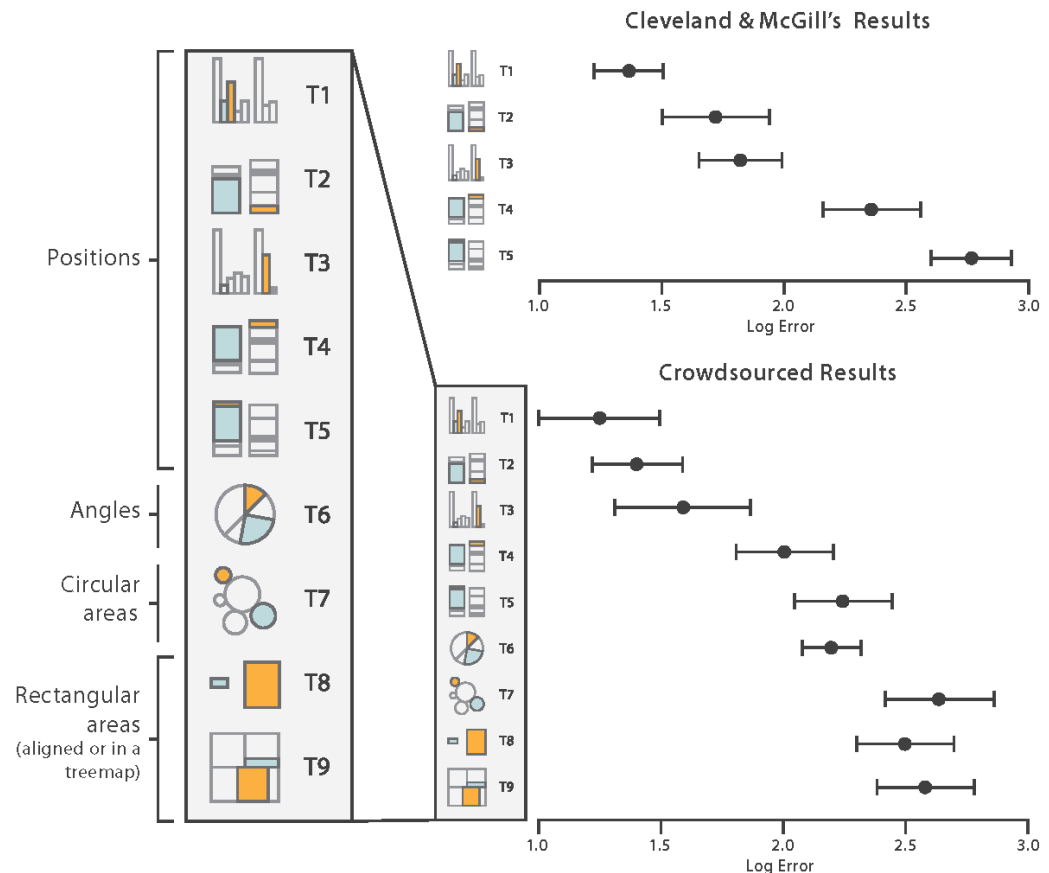 Cleveland & McGill's Results
T1
T2
T3
T4
T5
1.0 1.5 2.0 2.5 3.0
Log Error
Positions
Angles
Circular
areas
Rectangular
areas
(aligned or in a
treemap)
T1
T2
T3
T4
T5
T6
T7
T8
T9
Crowdsourced Results
T1
T2
T3
T4
T5
T6
T7
T8
T9
1.0 1.5 2.0 2.5 3.0
Log Error